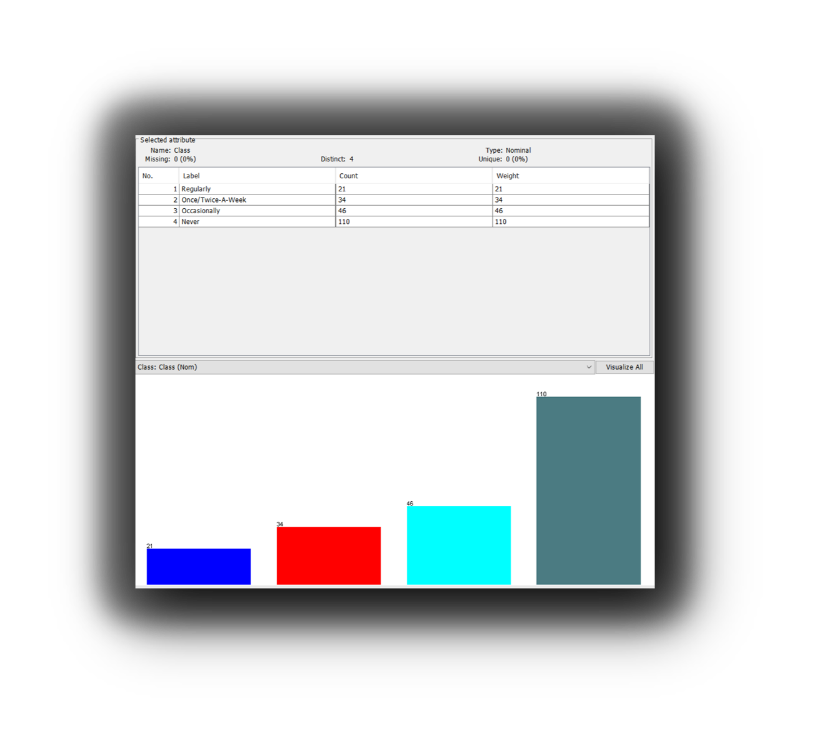 Selected attribute
Name: Class Type: Nominal
Missing: 0 (0%) Distinct: 4 Unique: 0 (0%)
No. Label Count Weight
1 Regularly 21 21
2 Once/Twice-A-Week 34 34
3 Occasionally 46 46
4 Never 110 110
Class: Class (Nom) Visualize All
110
46
34
21